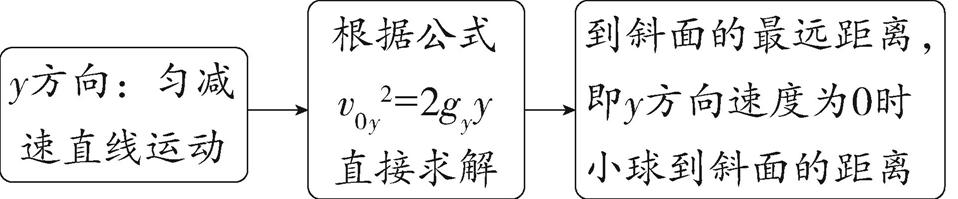 y方向：匀减
速直线运动
根据公式
v₀y²=2gyy
直接求解
到斜面的最远距离，
即y方向速度为0时
小球到斜面的距离